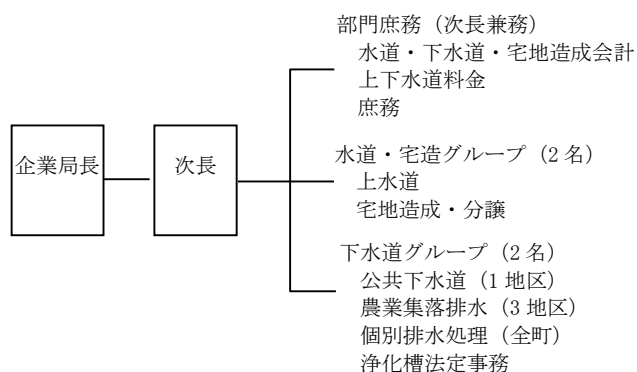 企業局長
次長
部門庶務（次長兼務）
水道・下水道・宅地造成会計
上下水道料金
庶務
水道・宅造グループ（2 名）
上水道
宅地造成・分譲
下水道グループ（2 名）
公共下水道（1 地区）
農業集落排水（3 地区）
個別排水処理（全町）
浄化槽法定事務